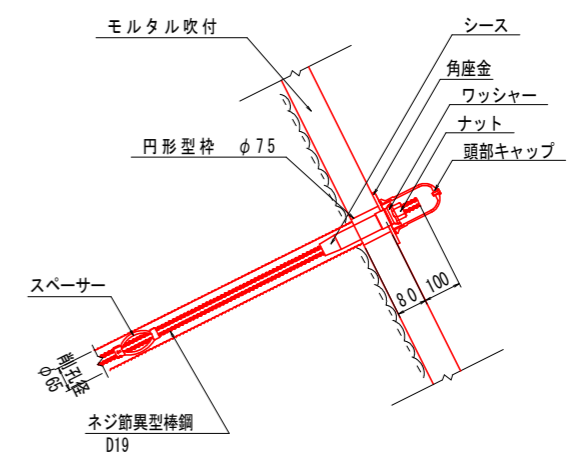 モルタル吹付
シース
角座金
ワッシャー
ナット
頭部キャップ
円形型枠 φ75
スペーサー
80
100
削孔径
φ65
ネジ節異型棒鋼
D19